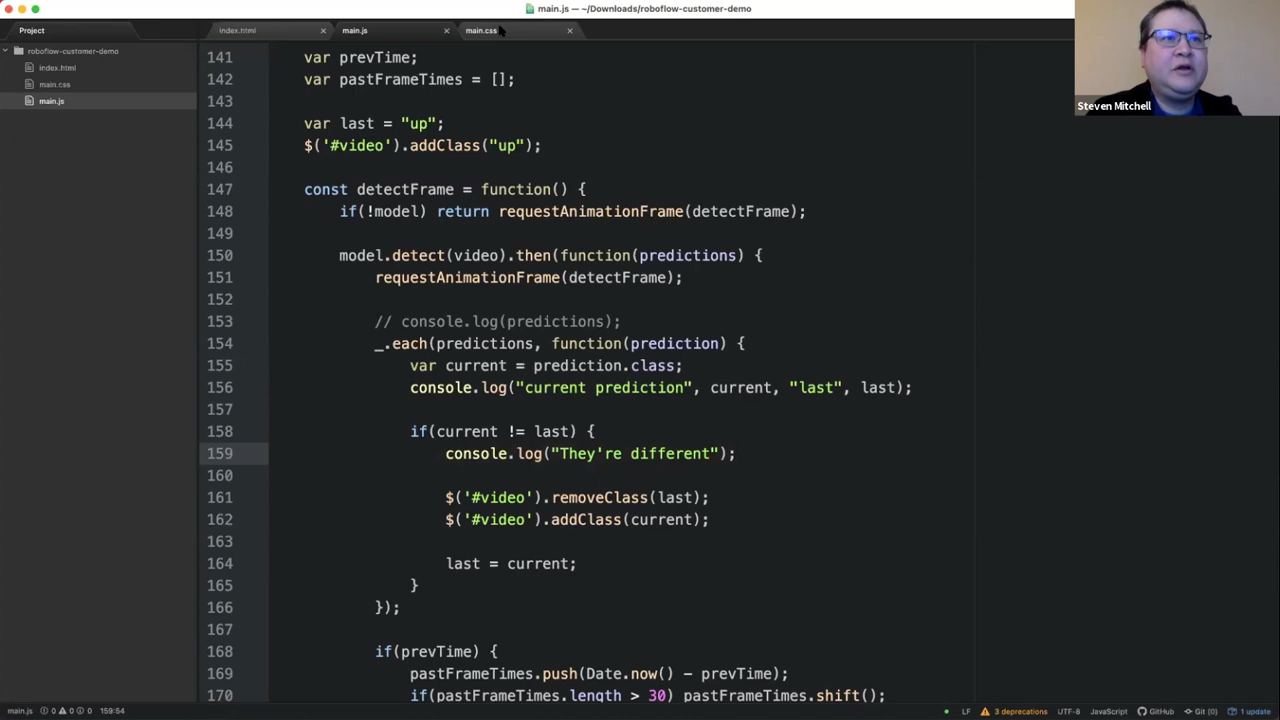 main.js — ~/Downloads/roboflow-customer-demo
Project
index.html
main.js
main.css
roboflow-customer-demo
index.html
main.css
main.js
Steven Mitchell
141 var prevTime;
142 var pastFrameTimes = [];
143
144 var last = "up";
145 $('#video').addClass("up");
146
147 const detectFrame = function() {
148 if(!model) return requestAnimationFrame(detectFrame);
149
150 model.detect(video).then(function(predictions) {
151 requestAnimationFrame(detectFrame);
152
153 // console.log(predictions);
154 _.each(predictions, function(prediction) {
155 var current = prediction.class;
156 console.log("current prediction", current, "last", last);
157
158 if(current != last) {
159 console.log("They're different");
160
161 $('#video').removeClass(last);
162 $('#video').addClass(current);
163
164 last = current;
165 }
166 });
167
168 if(prevTime) {
169 pastFrameTimes.push(Date.now() - prevTime);
170 if(pastFrameTimes.length > 30) pastFrameTimes.shift();
main.js 0 0 0 159:54 LF 3 deprecations UTF-8 JavaScript GitHub Git (0) 1 update